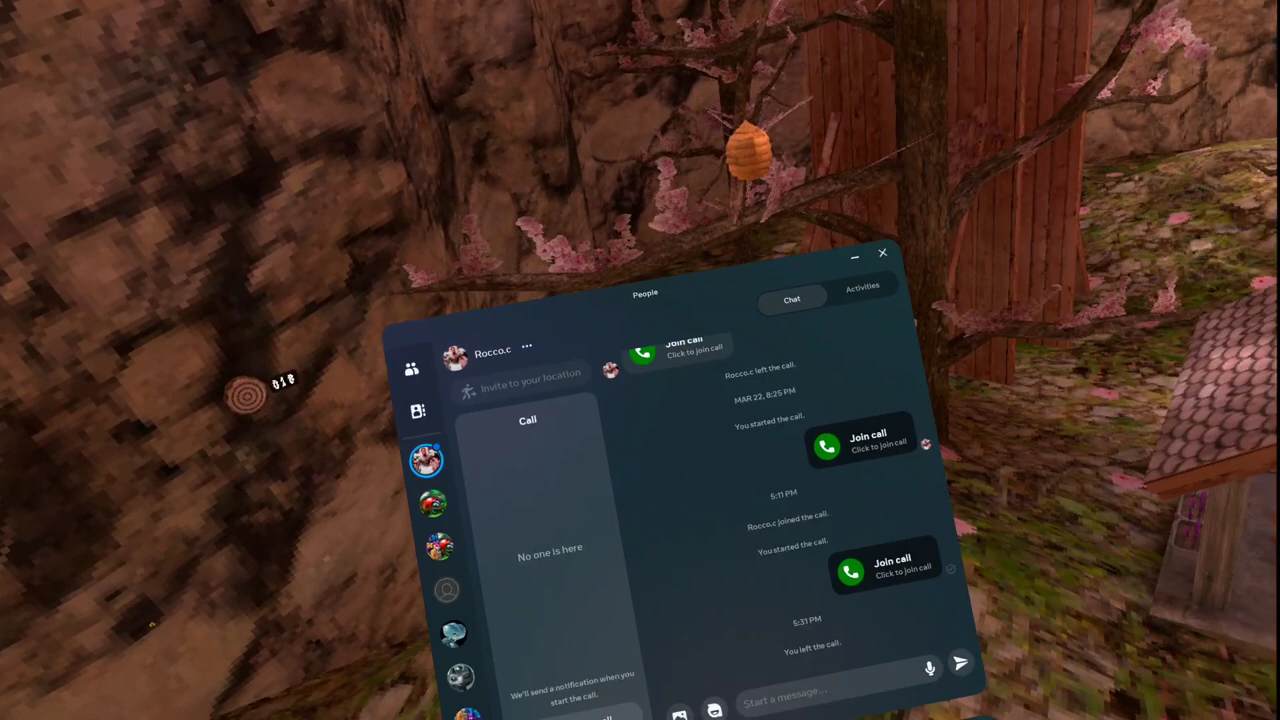 People
Chat
Activities
Rocco.c
Invite to your location
Join call
Click to join call
Rocco.c left the call.
MAR 22, 8:25 PM
You started the call.
Join call
Click to join call
Call
5:11 PM
Rocco.c joined the call.
You started the call.
Join call
Click to join call
No one is here
5:31 PM
You left the call.
We'll send a notification when you
start the call.
Start a message...
018